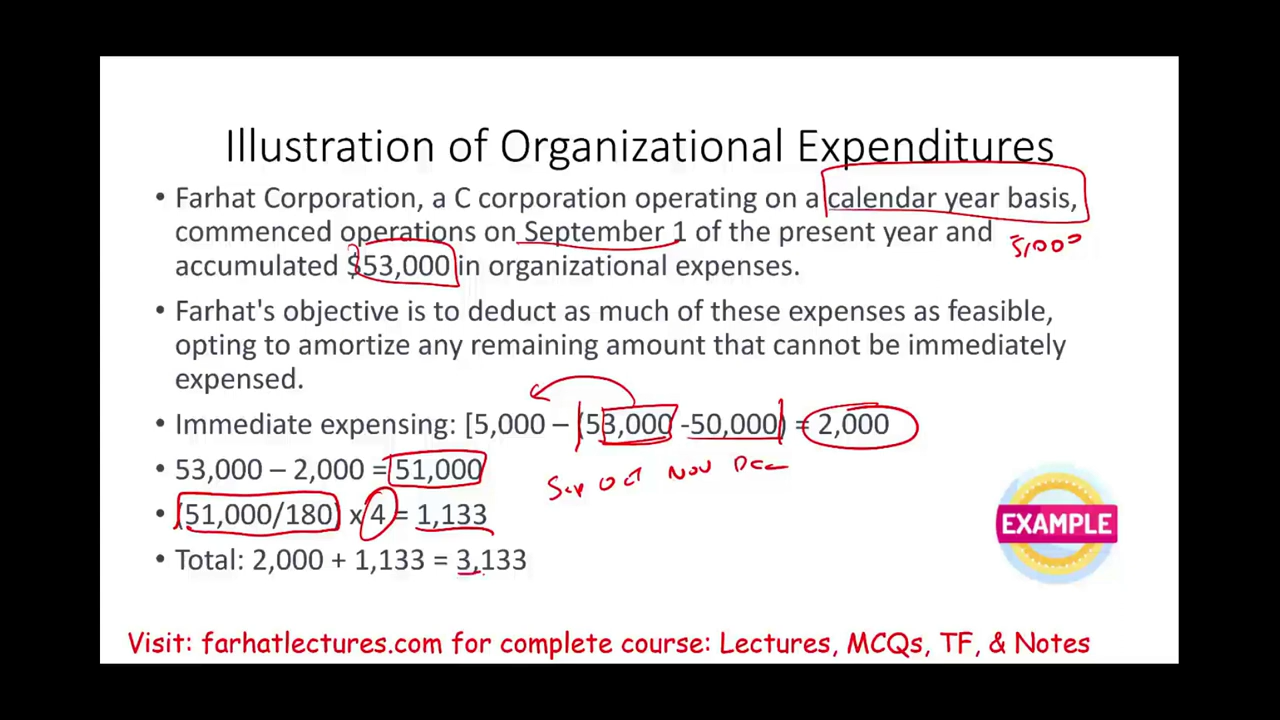 Illustration of Organizational Expenditures
• Farhat Corporation, a C corporation operating on a calendar year basis,
commenced operations on September 1 of the present year and
5,000
accumulated $53,000 in organizational expenses.
• Farhat's objective is to deduct as much of these expenses as feasible,
opting to amortize any remaining amount that cannot be immediately
expensed.
• Immediate expensing: [5,000 – (53,000 -50,000) = 2,000
• 53,000 – 2,000 = 51,000
Sep Oct Nov Dec
• (51,000/180) x 4 = 1,133
EXAMPLE
• Total: 2,000 + 1,133 = 3,133
Visit: farhatlectures.com for complete course: Lectures, MCQs, TF, & Notes